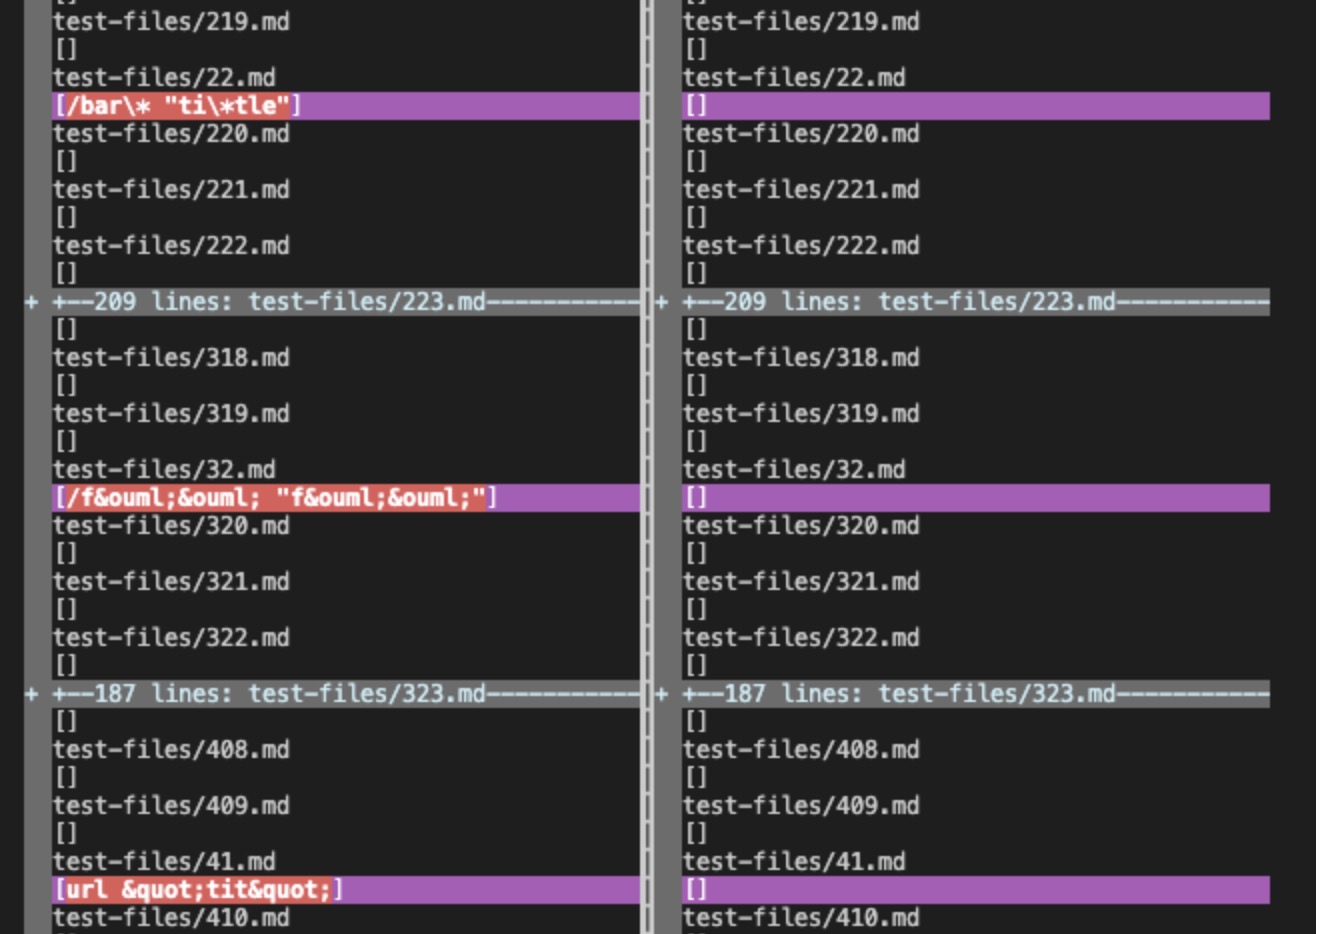 test-files/219.md
[]
test-files/22.md
[/bar\* "ti\*tle"]
test-files/220.md
[]
test-files/221.md
[]
test-files/222.md
[]
+ +--209 lines: test-files/223.md
[]
test-files/318.md
[]
test-files/319.md
[]
test-files/32.md
[/f&ouml;&ouml; "f&ouml;&ouml;"]
test-files/320.md
[]
test-files/321.md
[]
test-files/322.md
[]
+ +--187 lines: test-files/323.md
[]
test-files/408.md
[]
test-files/409.md
[]
test-files/41.md
[url &quot;tit&quot;]
test-files/410.md
test-files/219.md
[]
test-files/22.md
[]
test-files/220.md
[]
test-files/221.md
[]
test-files/222.md
[]
+ +--209 lines: test-files/223.md
[]
test-files/318.md
[]
test-files/319.md
[]
test-files/32.md
[]
test-files/320.md
[]
test-files/321.md
[]
test-files/322.md
[]
+ +--187 lines: test-files/323.md
[]
test-files/408.md
[]
test-files/409.md
[]
test-files/41.md
[]
test-files/410.md